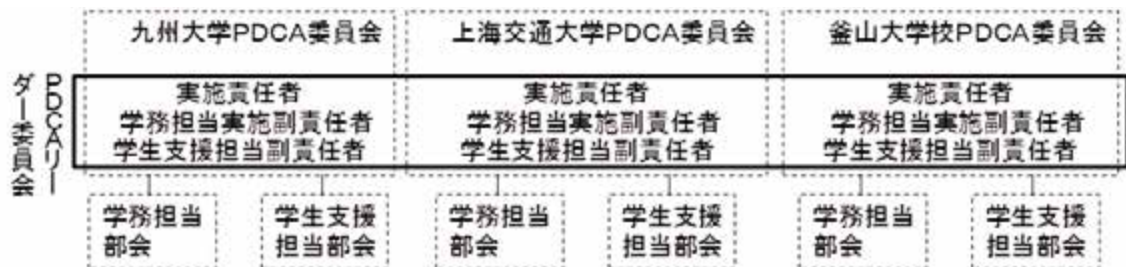 九州大学PDCA委員会
上海交通大学PDCA委員会
釜山大学校PDCA委員会
PDCAリー
ダー委員会
実施責任者
学務担当実施副責任者
学生支援担当副責任者
実施責任者
学務担当実施副責任者
学生支援担当副責任者
実施責任者
学務担当実施副責任者
学生支援担当副責任者
学務担当
部会
学生支援
担当部会
学務担当
部会
学生支援
担当部会
学務担当
部会
学生支援
担当部会